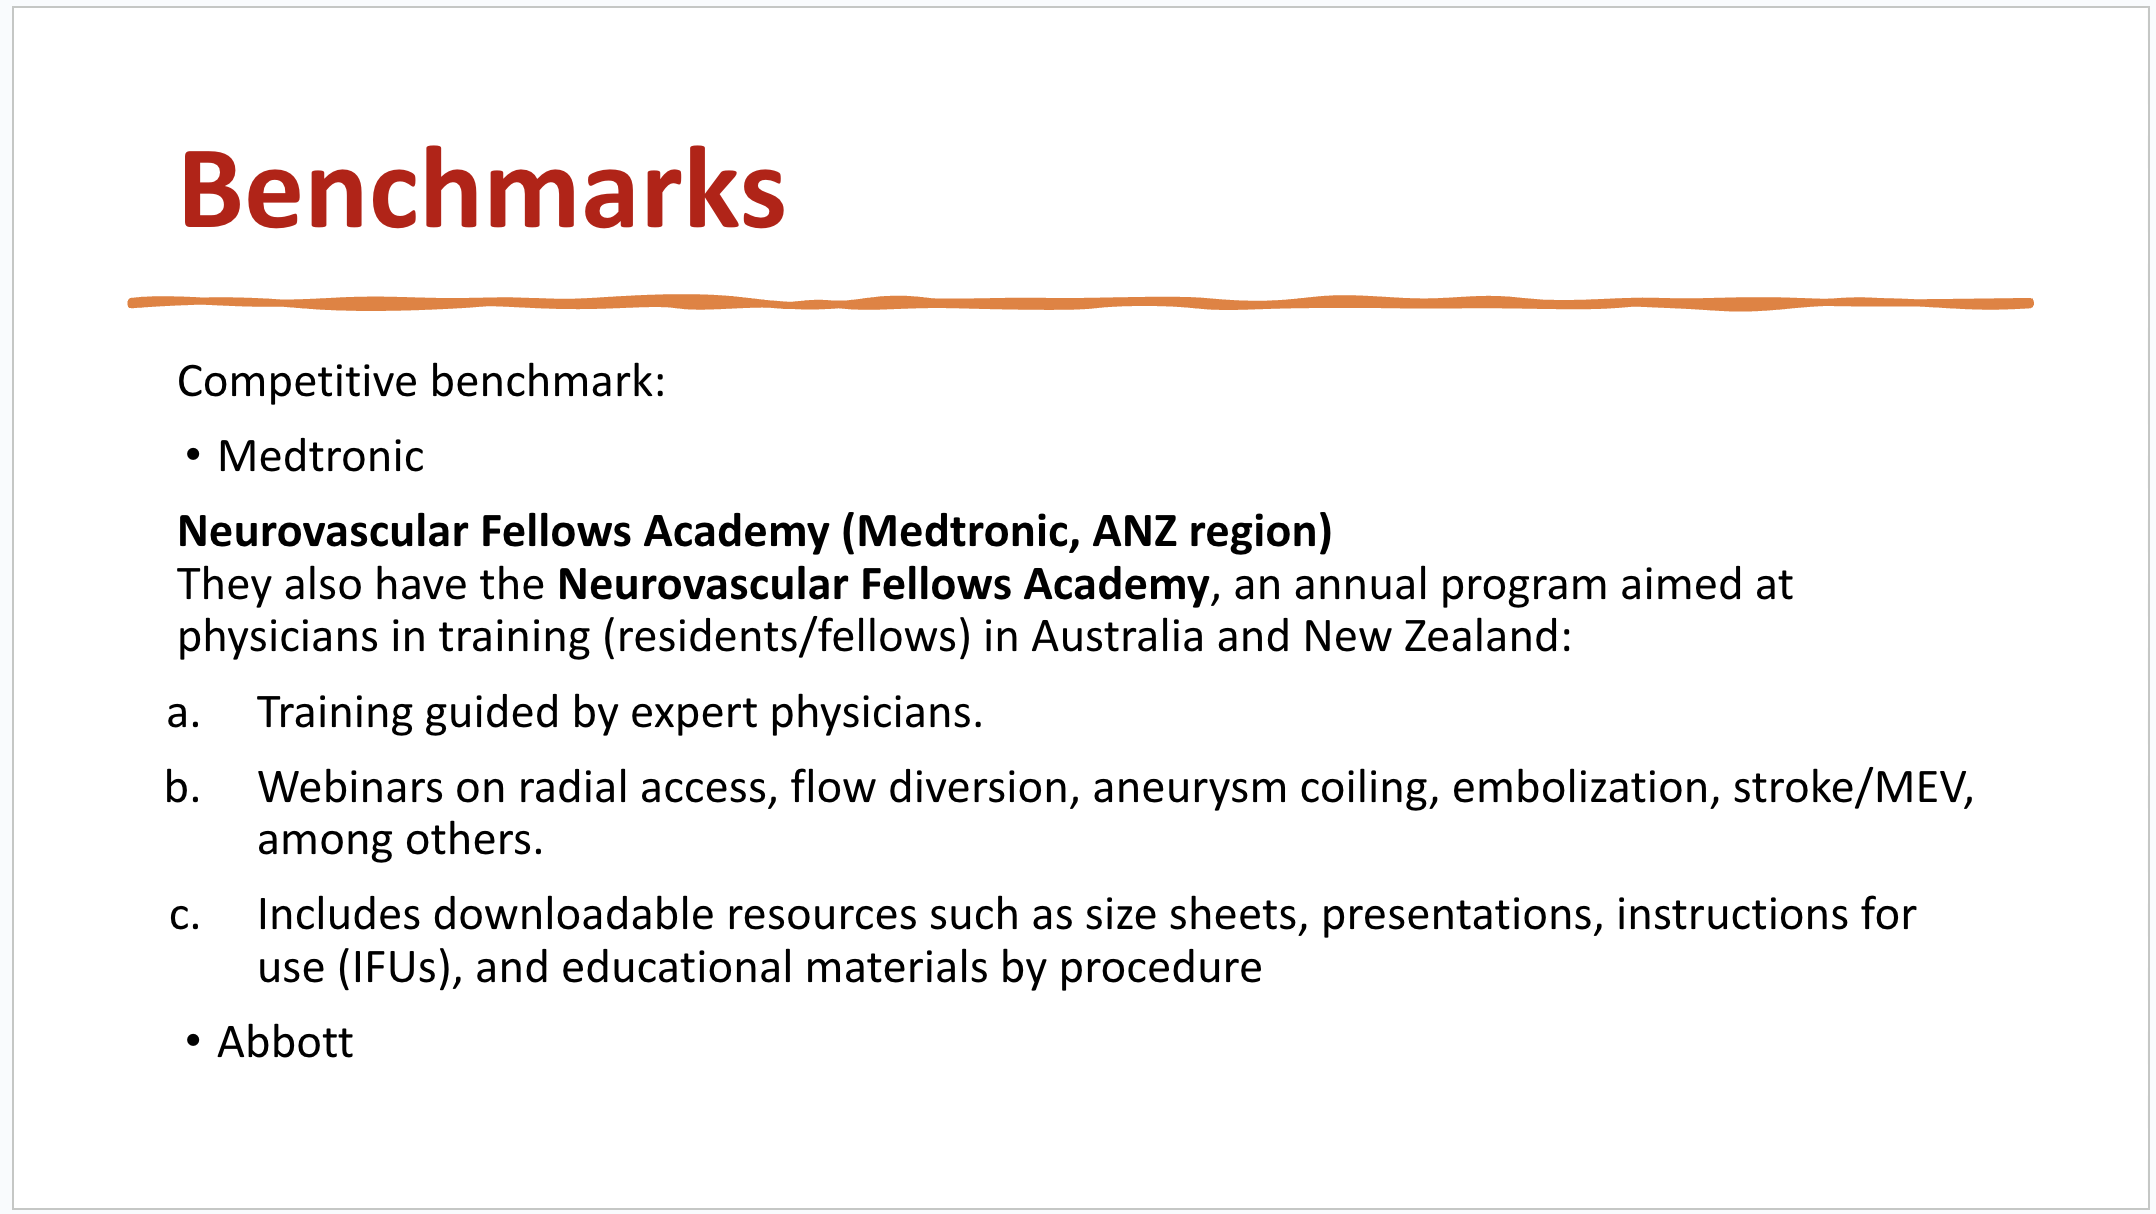 Benchmarks
Competitive benchmark:
• Medtronic
Neurovascular Fellows Academy (Medtronic, ANZ region)
They also have the Neurovascular Fellows Academy, an annual program aimed at
physicians in training (residents/fellows) in Australia and New Zealand:
a. Training guided by expert physicians.
b. Webinars on radial access, flow diversion, aneurysm coiling, embolization, stroke/MEV,
among others.
c. Includes downloadable resources such as size sheets, presentations, instructions for
use (IFUs), and educational materials by procedure
• Abbott